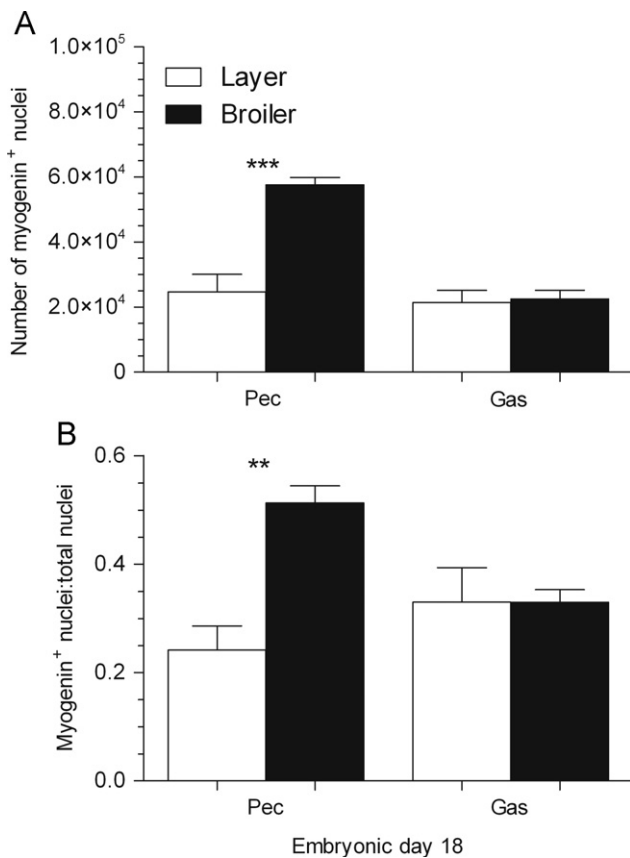 A
Number of myogenin⁺ nuclei
1.0×10⁵
8.0×10⁴
6.0×10⁴
4.0×10⁴
2.0×10⁴
0
Layer
Broiler
***
Pec
Gas
B
Myogenin⁺ nuclei:total nuclei
0.6
0.4
0.2
0.0
**
Pec
Gas
Embryonic day 18